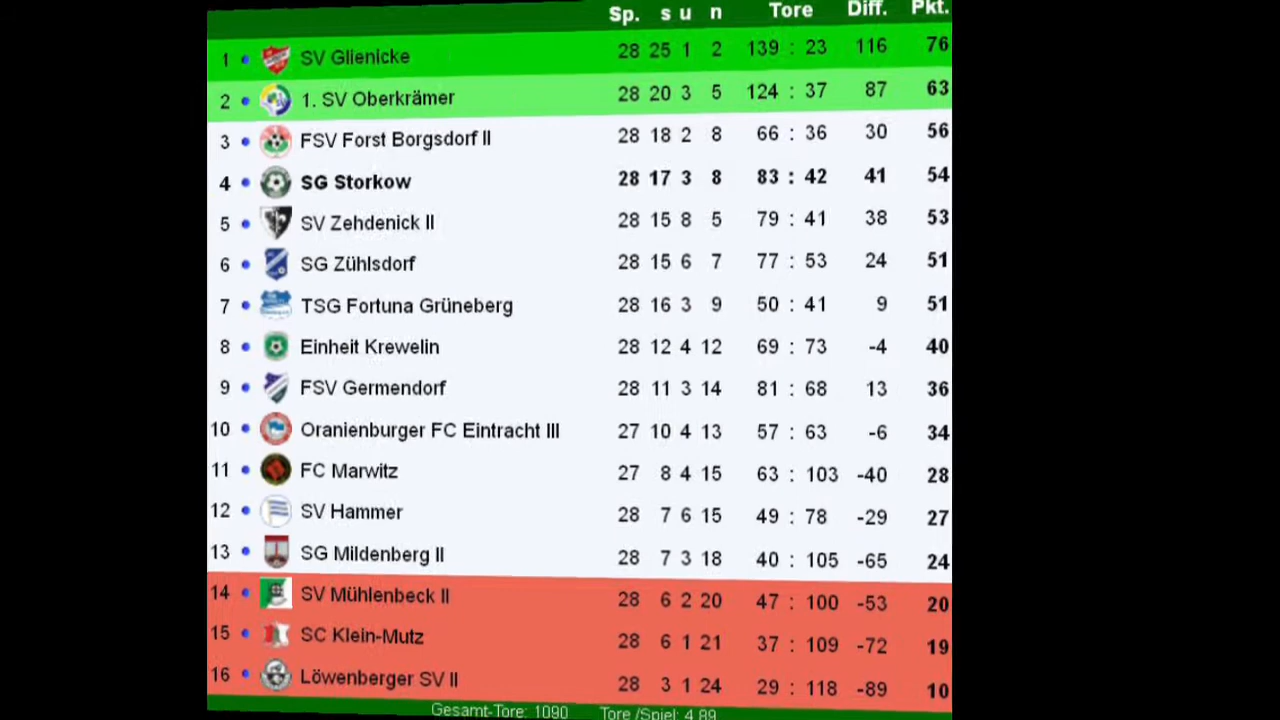 Sp. s u n Tore Diff. Pkt.
1 SV Glienicke 28 25 1 2 139 : 23 116 76
2 1. SV Oberkrämer 28 20 3 5 124 : 37 87 63
3 FSV Forst Borgsdorf II 28 18 2 8 66 : 36 30 56
4 SG Storkow 28 17 3 8 83 : 42 41 54
5 SV Zehdenick II 28 15 8 5 79 : 41 38 53
6 SG Zühlsdorf 28 15 6 7 77 : 53 24 51
7 TSG Fortuna Grüneberg 28 16 3 9 50 : 41 9 51
8 Einheit Krewelin 28 12 4 12 69 : 73 -4 40
9 FSV Germendorf 28 11 3 14 81 : 68 13 36
10 Oranienburger FC Eintracht III 27 10 4 13 57 : 63 -6 34
11 FC Marwitz 27 8 4 15 63 : 103 -40 28
12 SV Hammer 28 7 6 15 49 : 78 -29 27
13 SG Mildenberg II 28 7 3 18 40 : 105 -65 24
14 SV Mühlenbeck II 28 6 2 20 47 : 100 -53 20
15 SC Klein-Mutz 28 6 1 21 37 : 109 -72 19
16 Löwenberger SV II 28 3 1 24 29 : 118 -89 10
Gesamt-Tore: 1090 Tore /Spiel: 4.89